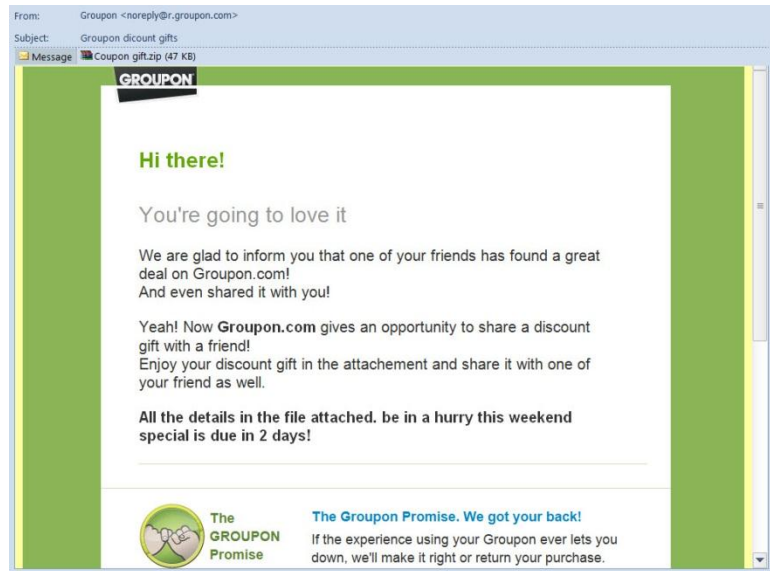 From: Groupon <noreply@r.groupon.com>
Subject: Groupon dicount gifts
Message Coupon gift.zip (47 KB)
GROUPON
Hi there!
You're going to love it
We are glad to inform you that one of your friends has found a great
deal on Groupon.com!
And even shared it with you!
Yeah! Now Groupon.com gives an opportunity to share a discount
gift with a friend!
Enjoy your discount gift in the attachement and share it with one of
your friend as well.
All the details in the file attached. be in a hurry this weekend
special is due in 2 days!
The
GROUPON
Promise
The Groupon Promise. We got your back!
If the experience using your Groupon ever lets you
down, we'll make it right or return your purchase.